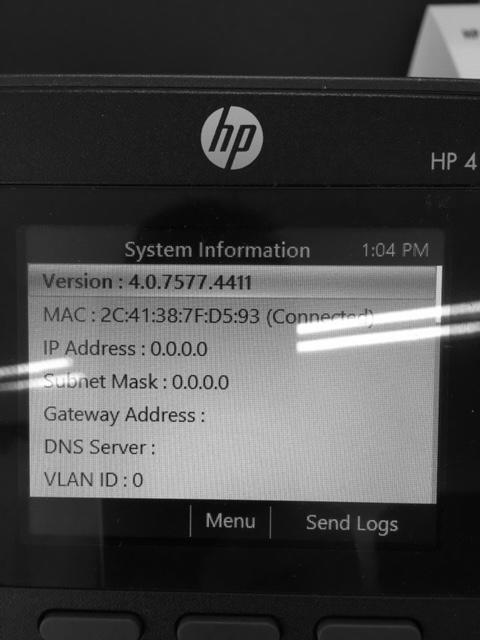 hp
HP 4
System Information 1:04 PM
Version : 4.0.7577.4411
MAC : 2C:41:38:7F:D5:93 (Connected)
IP Address : 0.0.0.0
Subnet Mask : 0.0.0.0
Gateway Address :
DNS Server :
VLAN ID : 0
Menu Send Logs